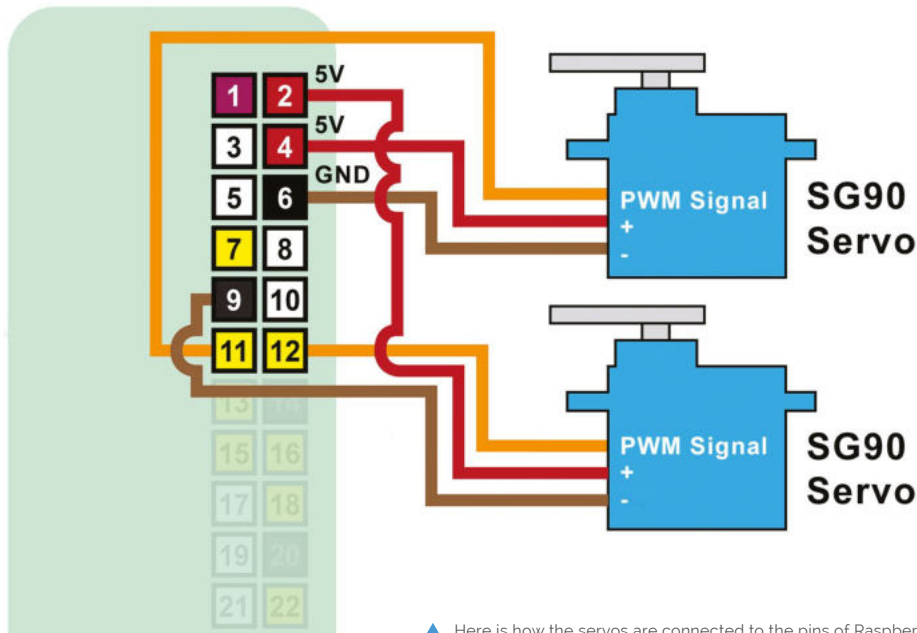 5V
1 2
5V
3 4
GND
5 6
7 8
9 10
11 12
13 14
15 16
17 18
19 20
21 22
PWM Signal
+
-
SG90
Servo
PWM Signal
+
-
SG90
Servo
Here is how the servos are connected to the pins of